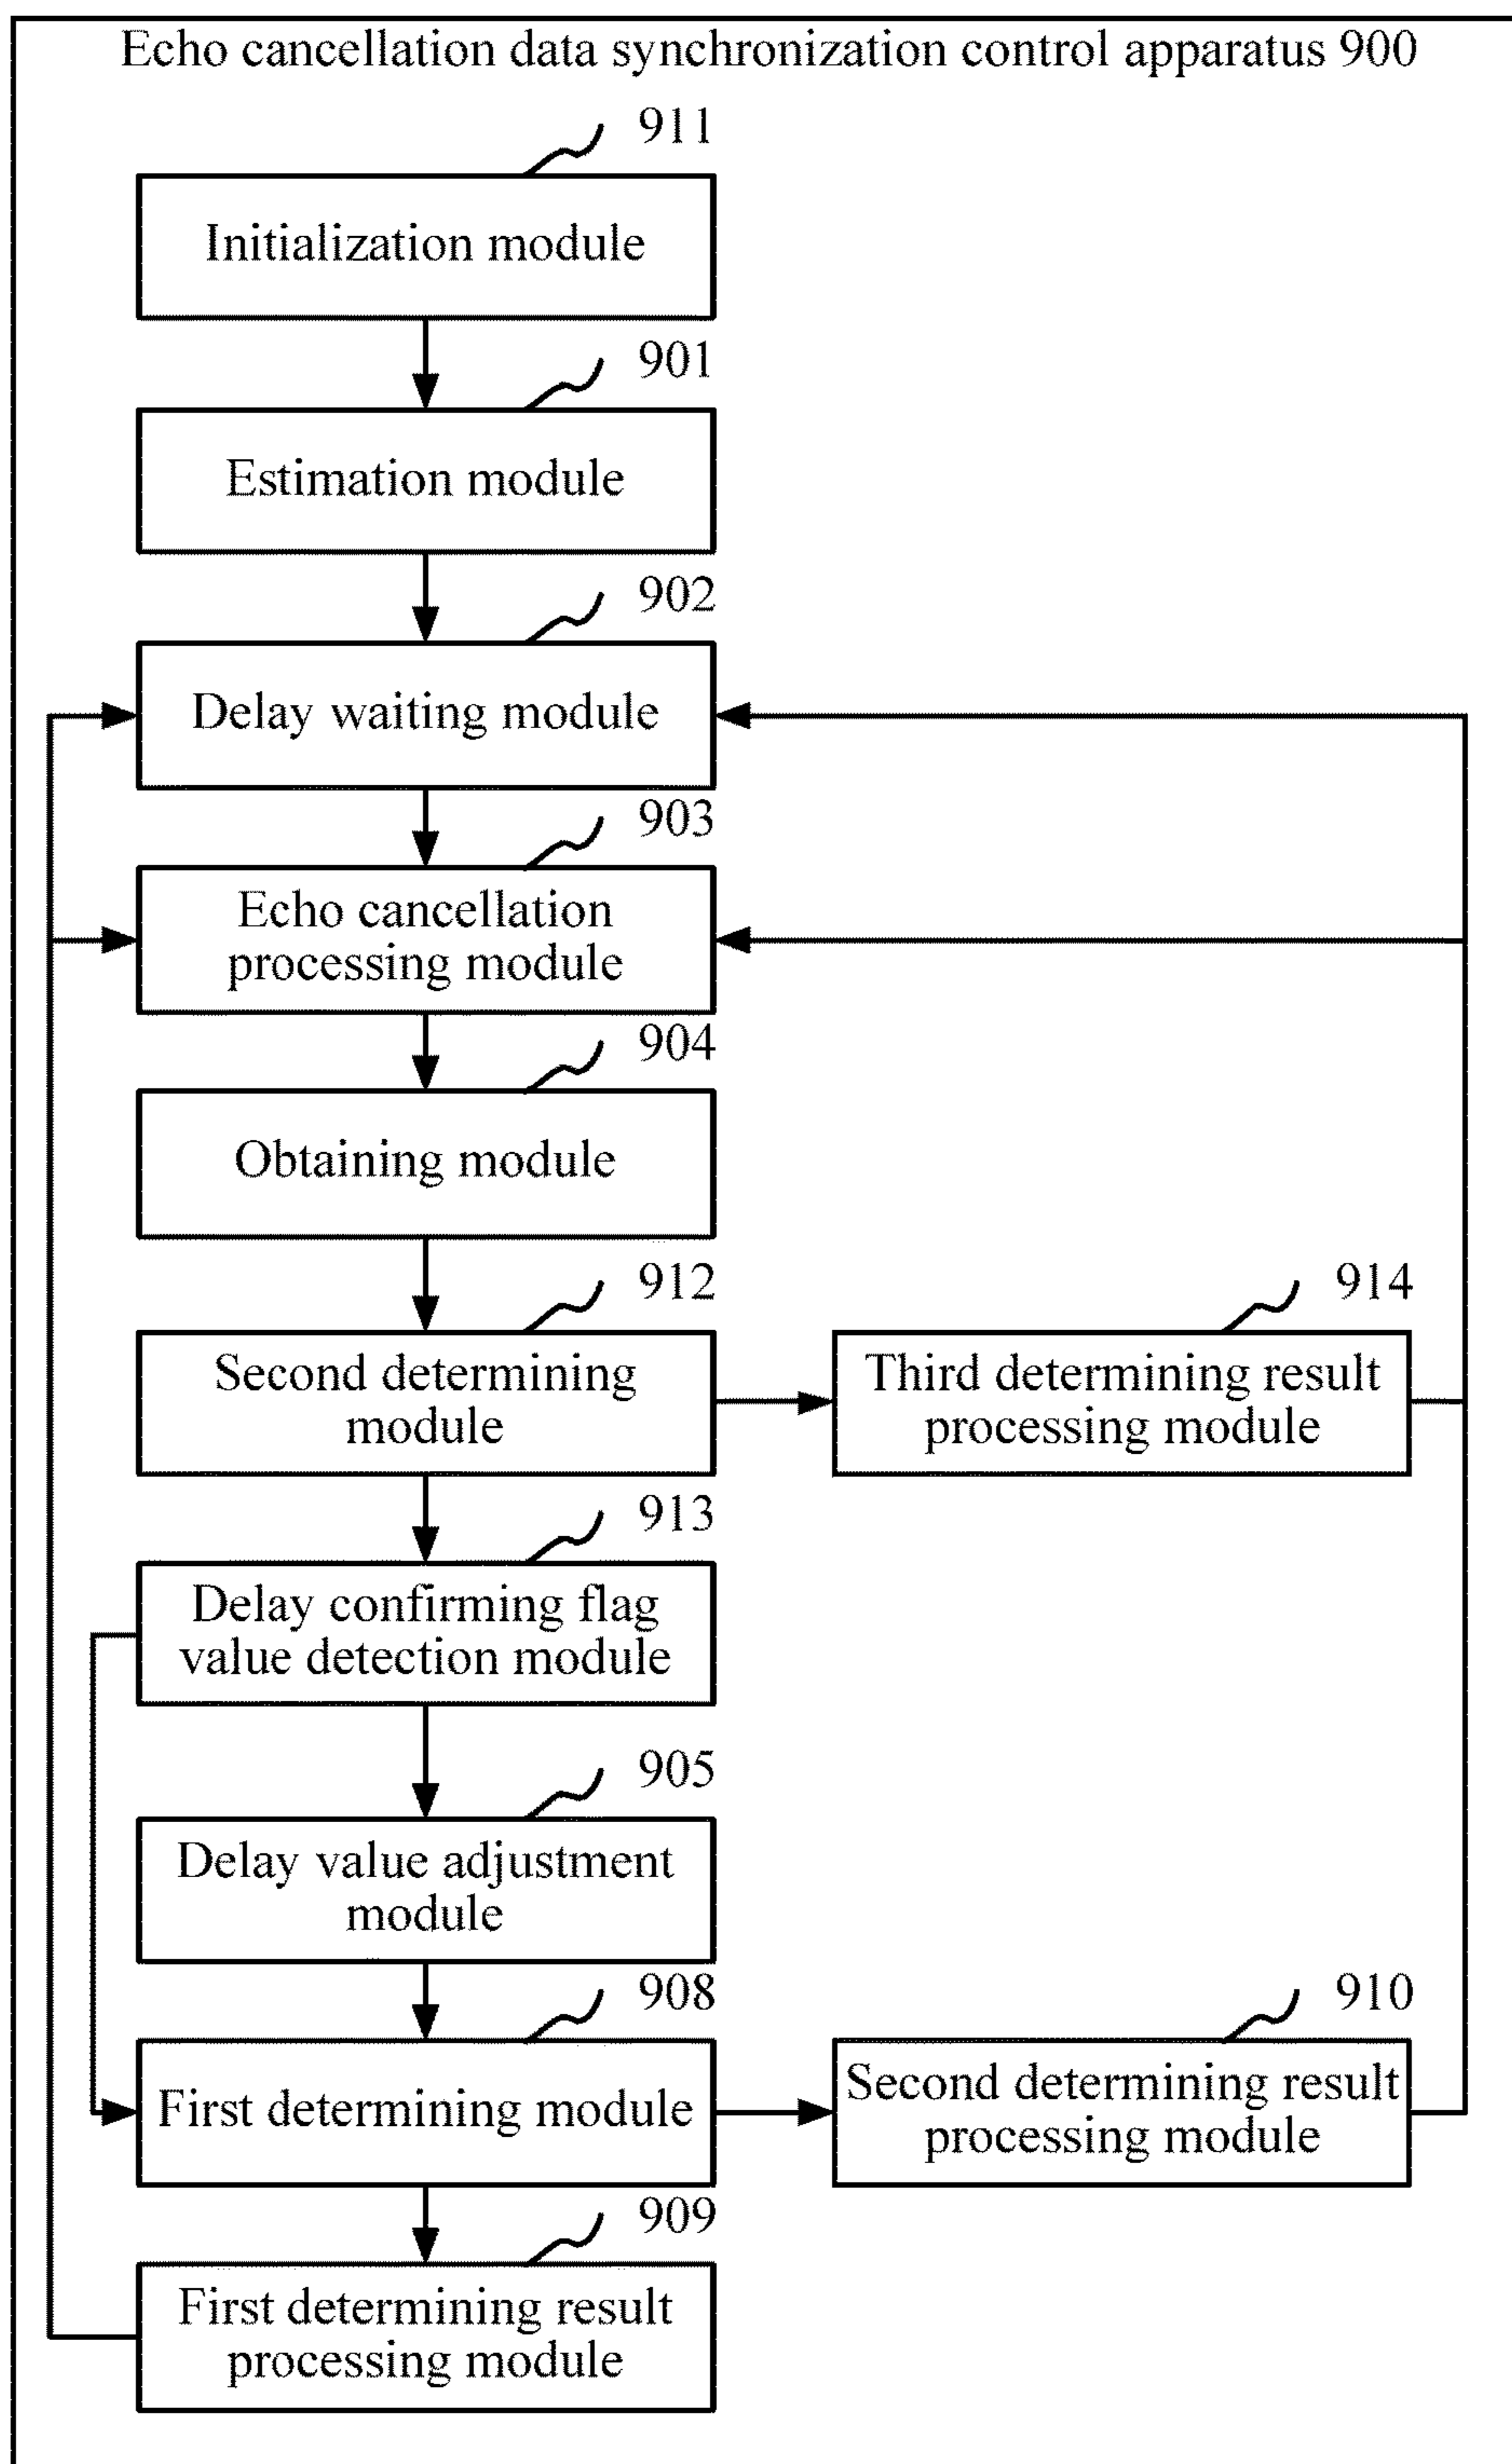 Echo cancellation data synchronization control apparatus 900
911
Initialization module
901
Estimation module
902
Delay waiting module
903
Echo cancellation
processing module
904
Obtaining module
912
Second determining
module
914
Third determining result
processing module
913
Delay confirming flag
value detection module
905
Delay value adjustment
module
908
First determining module
910
Second determining result
processing module
909
First determining result
processing module